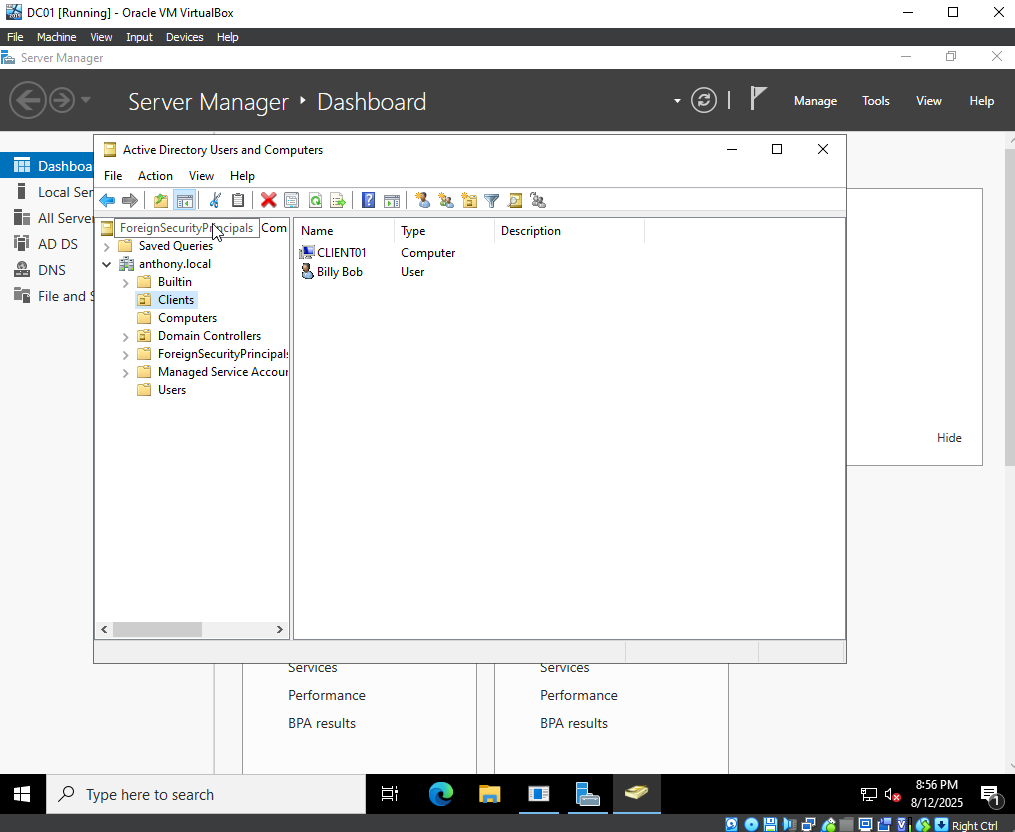 DC01 [Running] - Oracle VM VirtualBox
File Machine View Input Devices Help
Server Manager
Server Manager Dashboard
Manage Tools View Help
Active Directory Users and Computers
File Action View Help
Dashboa
Local Ser
All Serve
AD DS
DNS
File and S
ForeignSecurityPrincipals Com
Saved Queries
anthony.local
Builtin
Clients
Computers
Domain Controllers
ForeignSecurityPrincipals
Managed Service Accour
Users
Name Type Description
CLIENT01 Computer
Billy Bob User
Hide
Services Services
Performance Performance
BPA results BPA results
Type here to search
8:56 PM
8/12/2025
1
Right Ctrl